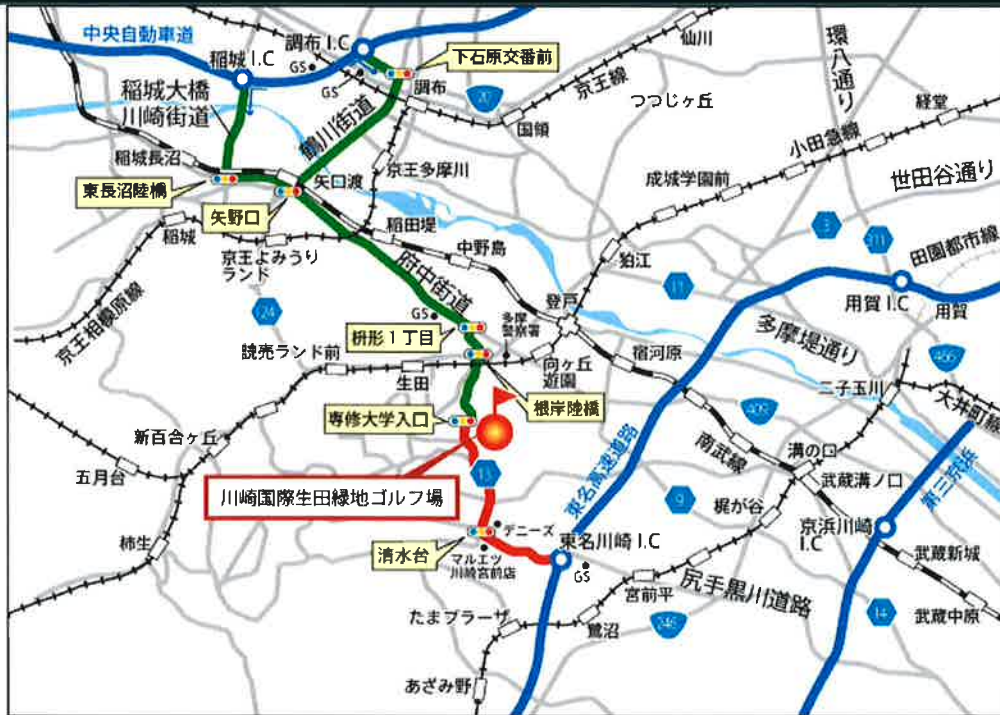 中央自動車道
稲城 I.C
調布 I.C
GS
GS
下石原交番前
調布
20
仙川
京王線
つつじヶ丘
国領
環八通り
経堂
小田急線
稲城大橋
川崎街道
鶴川街道
稲城長沼
東長沼陸橋
矢野口
矢口渡
京王多摩川
成城学園前
世田谷通り
稲城
京王よみうり
ランド
稲田堤
中野島
府中街道
狛江
3
311
田園都市線
11
用賀 I.C
用賀
京王相模原線
124
GS
登戸
多摩
警察署
枡形1丁目
読売ランド前
生田
向ヶ丘
遊園
宿河原
多摩堤通り
466
二子玉川
大井町線
根岸陸橋
専修大学入口
409
新百合ヶ丘
五月台
13
川崎国際生田緑地ゴルフ場
東名高速道路
南武線
溝の口
武蔵溝ノ口
第三京浜
9
梶が谷
柿生
デニーズ
清水台
マルエツ
川崎宮前店
東名川崎 I.C
GS
京浜川崎
I.C
武蔵新城
宮前平
尻手黒川道路
たまプラーザ
鷺沼
246
14
武蔵中原
あざみ野